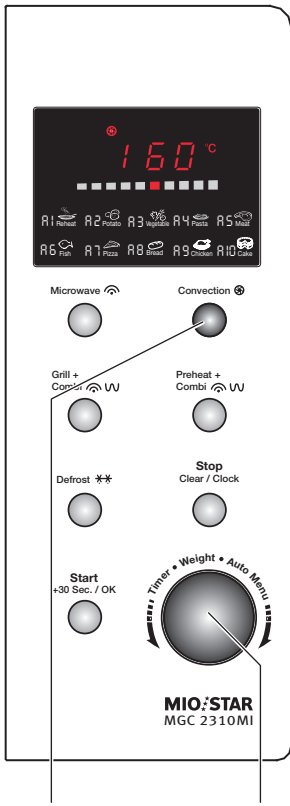 160 °C
A1 Reheat A2 Potato A3 Vegetable A4 Pasta A5 Meat
A6 Fish A7 Pizza A8 Bread A9 Chicken A10 Cake
Microwave Convection
Grill + Preheat +
Combi Combi
Defrost Stop
Clear / Clock
Start
+30 Sec. / OK
Timer • Weight • Auto Menu
MIO STAR
MGC 2310MI